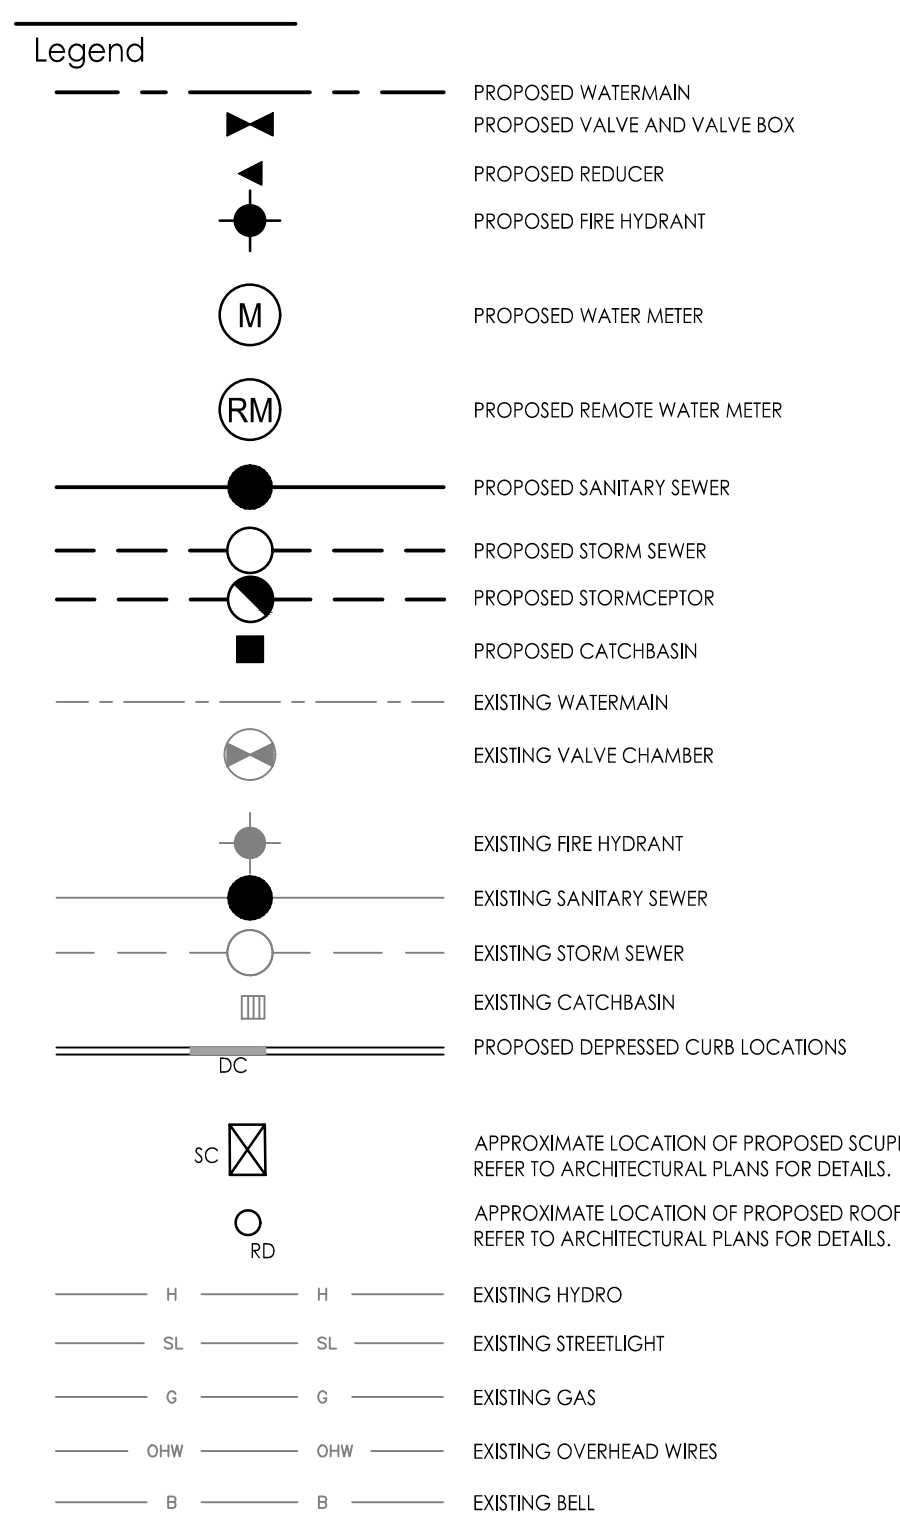 Legend
PROPOSED WATERMAIN
PROPOSED VALVE AND VALVE BOX
PROPOSED REDUCER
PROPOSED FIRE HYDRANT
M PROPOSED WATER METER
RM PROPOSED REMOTE WATER METER
PROPOSED SANITARY SEWER
PROPOSED STORM SEWER
PROPOSED STORMCEPTOR
PROPOSED CATCHBASIN
EXISTING WATERMAIN
EXISTING VALVE CHAMBER
EXISTING FIRE HYDRANT
EXISTING SANITARY SEWER
EXISTING STORM SEWER
EXISTING CATCHBASIN
PROPOSED DEPRESSED CURB LOCATIONS
DC
APPROXIMATE LOCATION OF PROPOSED
SC
REFER TO ARCHITECTURAL PLANS FOR DETAILS.
APPROXIMATE LOCATION OF PROPOSED ROOF
REFER TO ARCHITECTURAL PLANS FOR DETAILS.
RD
H H EXISTING HYDRO
SL SL EXISTING STREETLIGHT
G G EXISTING GAS
OHW OHW EXISTING OVERHEAD WIRES
B B EXISTING BELL